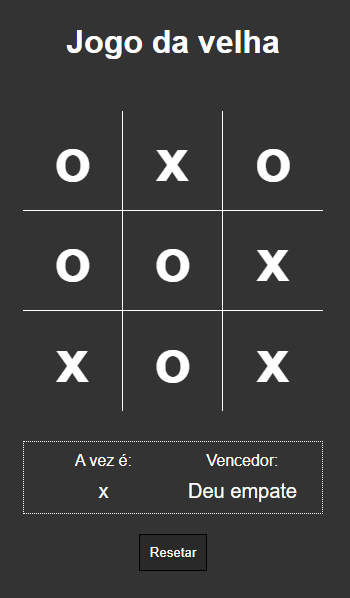 Jogo da velha
o x o
o o x
x o x
A vez é: Vencedor:
x Deu empate
Resetar